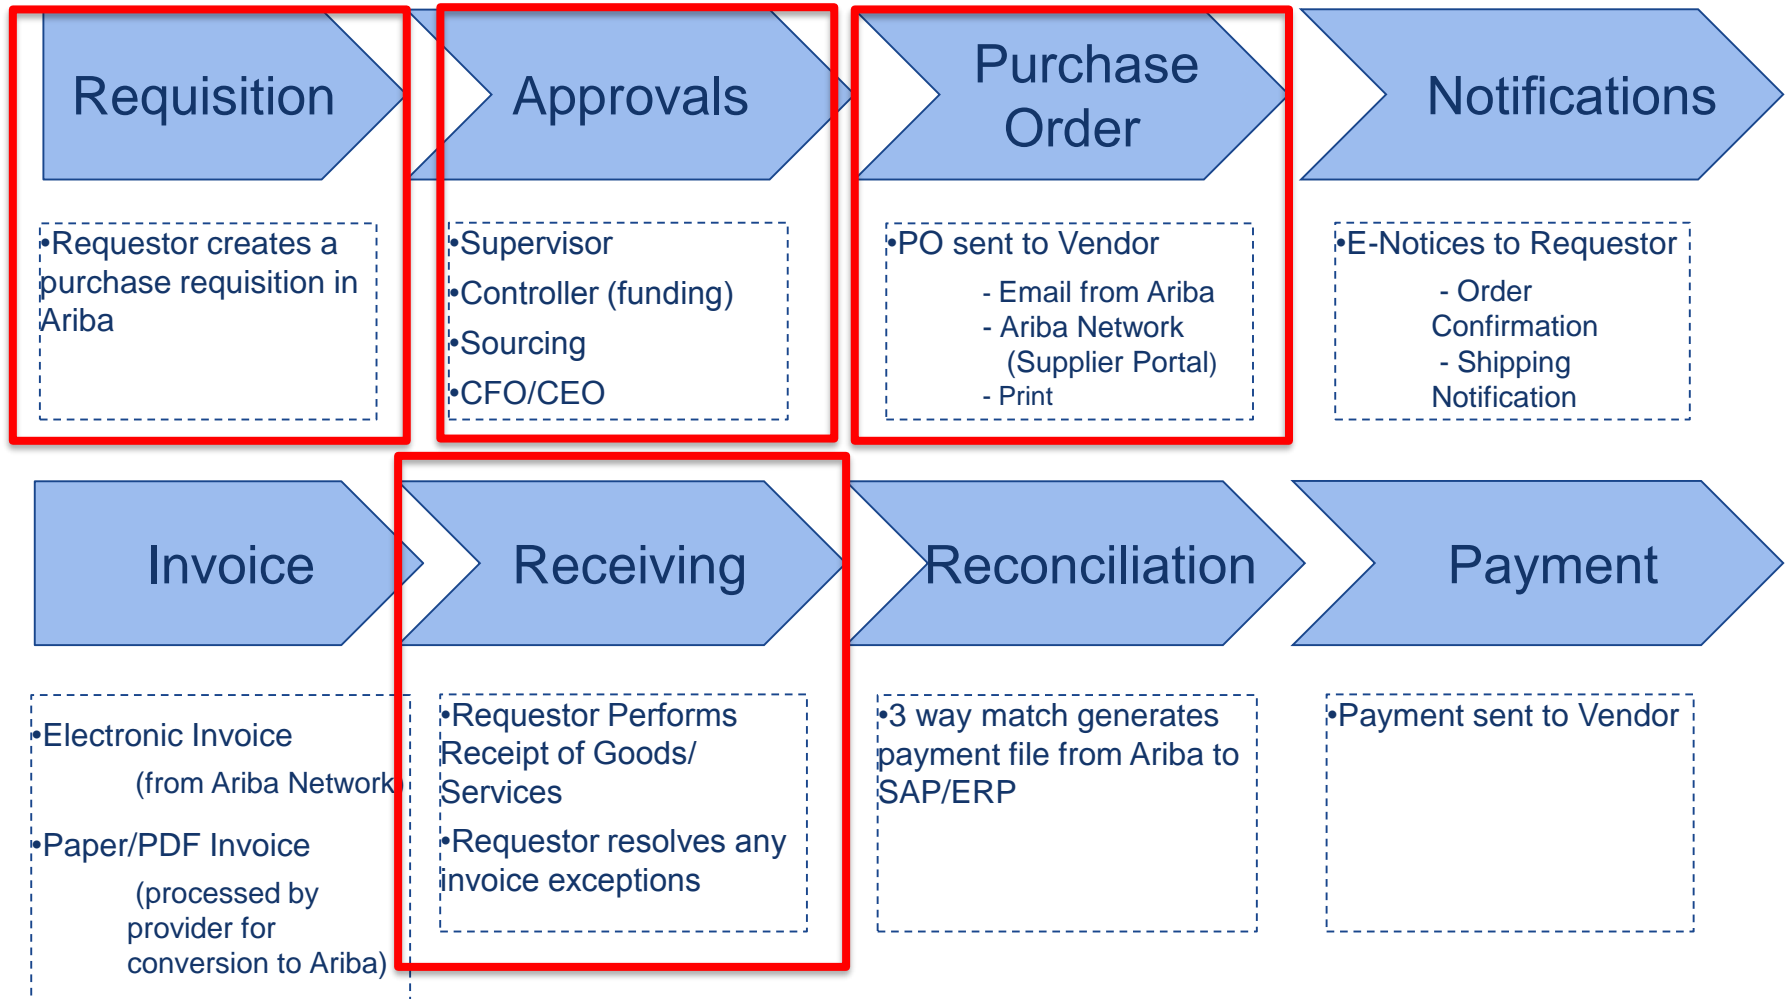 Requisition
Approvals
Purchase
Order
Notifications
•Requestor creates a
purchase requisition in
Ariba
•Supervisor
•Controller (funding)
•Sourcing
•CFO/CEO
•PO sent to Vendor
- Email from Ariba
- Ariba Network
(Supplier Portal)
- Print
•E-Notices to Requestor
- Order
Confirmation
- Shipping
Notification
Invoice
Receiving
Reconciliation
Payment
•Electronic Invoice
(from Ariba Network)
•Paper/PDF Invoice
(processed by
provider for
conversion to Ariba)
•Requestor Performs
Receipt of Goods/
Services
•Requestor resolves any
invoice exceptions
•3 way match generates
payment file from Ariba to
SAP/ERP
•Payment sent to Vendor